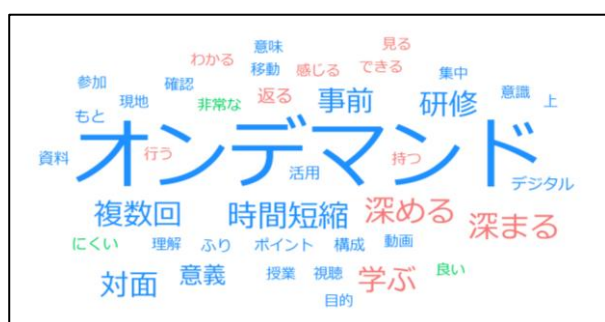 意味 見る
わかる
移動 感じる できる 集中
参加 確認
現地 非常な 返る 事前 研修 意識 上
もと
オンデマンド
資料 行う 活用 持つ デジタル
複数回 時間短縮 深める 深まる
にくい 理解 ふり ポイント 構成 動画
対面 意義 授業 視聴 学ぶ 良い
目的